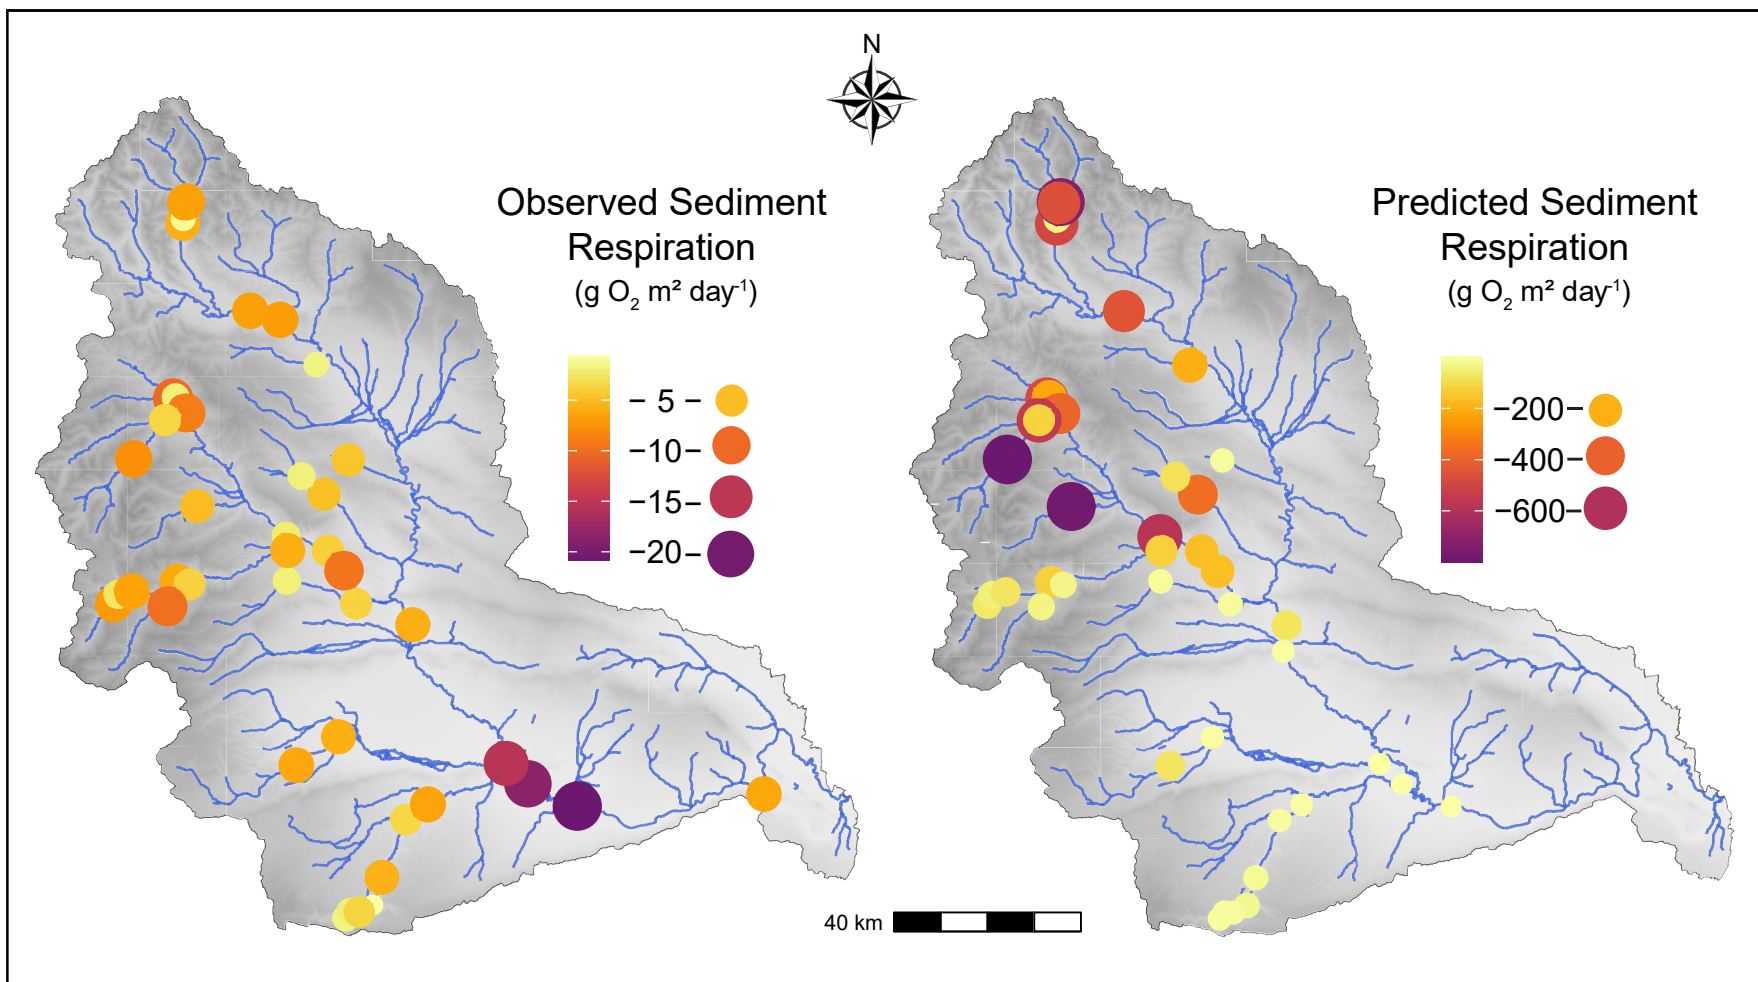 N
Observed Sediment
Respiration
(g O₂ m² day⁻¹)
− 5 −
−10−
−15−
−20−
Predicted Sediment
Respiration
(g O₂ m² day⁻¹)
−200−
−400−
−600−
40 km